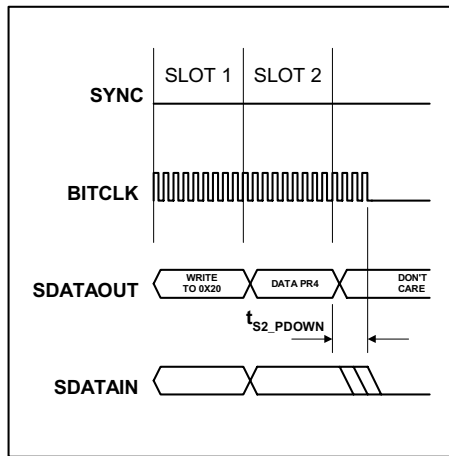 SLOT 1 SLOT 2
SYNC
BITCLK
SDATAOUT
WRITE
TO 0X20
DATA PR4
DON'T
CARE
tS2_PDOWN
SDATAIN